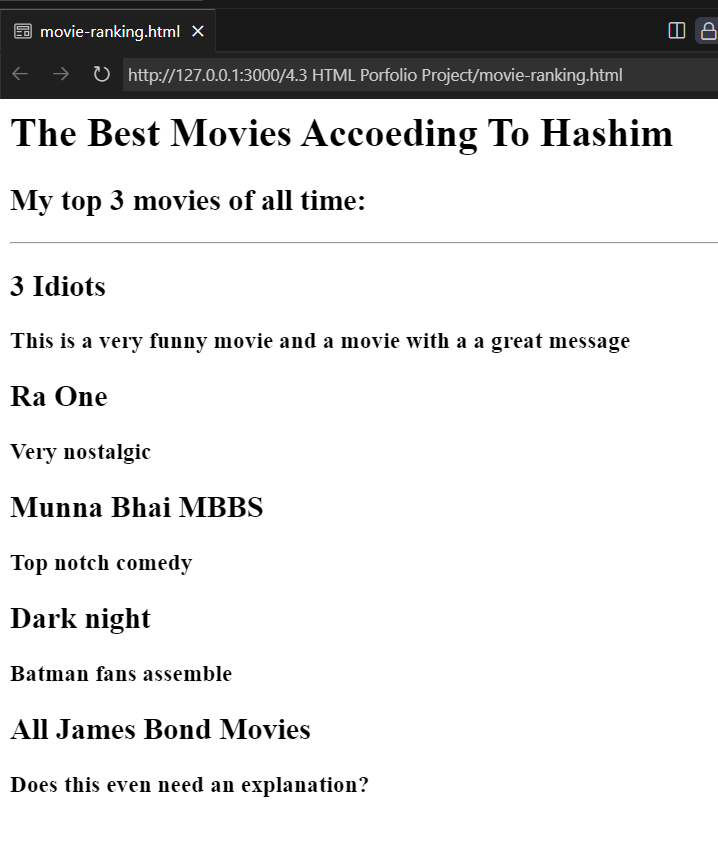 movie-ranking.html
http://127.0.0.1:3000/4.3 HTML Porfolio Project/movie-ranking.html
The Best Movies Accoeding To Hashim
My top 3 movies of all time:
3 Idiots
This is a very funny movie and a movie with a a great message
Ra One
Very nostalgic
Munna Bhai MBBS
Top notch comedy
Dark night
Batman fans assemble
All James Bond Movies
Does this even need an explanation?